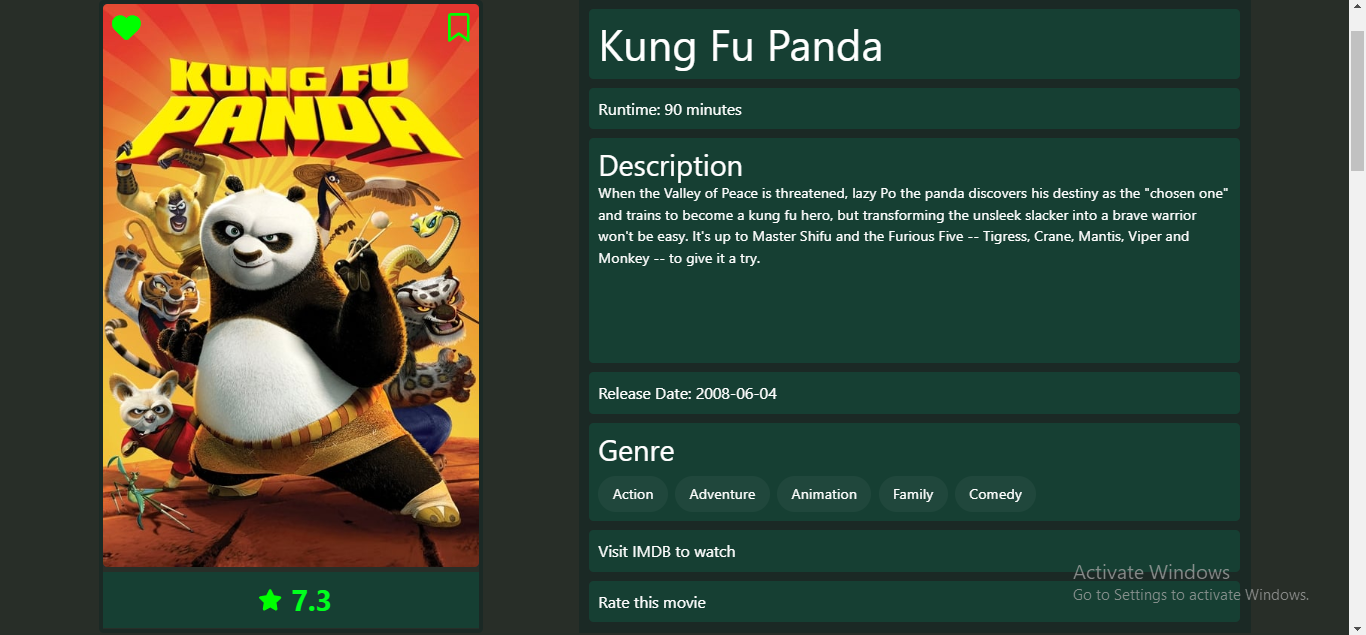 KUNG FU
PANDA
7.3
Kung Fu Panda
Runtime: 90 minutes
Description
When the Valley of Peace is threatened, lazy Po the panda discovers his destiny as the "chosen one"
and trains to become a kung fu hero, but transforming the unsleek slacker into a brave warrior
won't be easy. It's up to Master Shifu and the Furious Five -- Tigress, Crane, Mantis, Viper and
Monkey -- to give it a try.
Release Date: 2008-06-04
Genre
Action Adventure Animation Family Comedy
Visit IMDB to watch
Rate this movie
Activate Windows
Go to Settings to activate Windows.